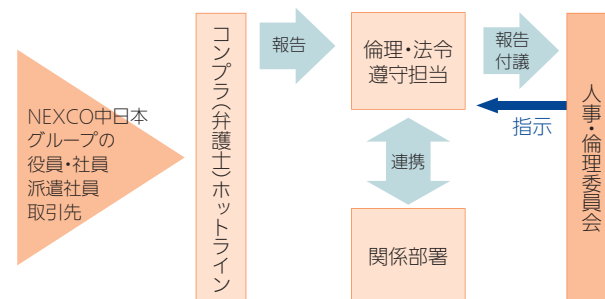 NEXCO中日本
グループの
役員・社員
派遣社員
取引先
コンプラ(弁護士)ホットライン
報告
倫理・法令
遵守担当
連携
関係部署
報告
付議
指示
人事・倫理委員会